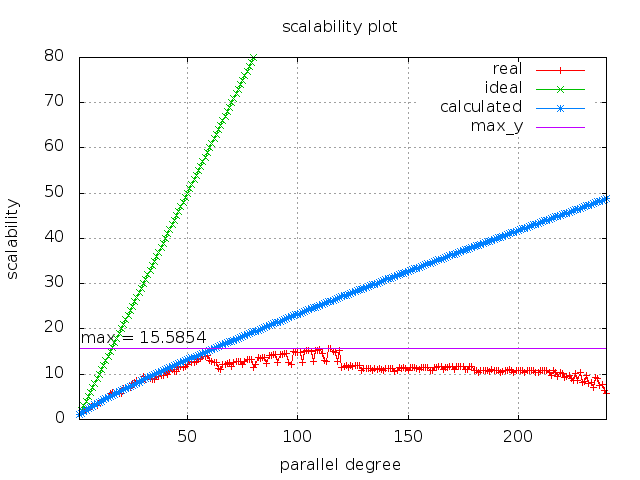 scalability plot
80
70
60
50
40
30
20
10
0
50
100
150
200
scalability
parallel degree
real
ideal
calculated
max_y
max = 15.5854